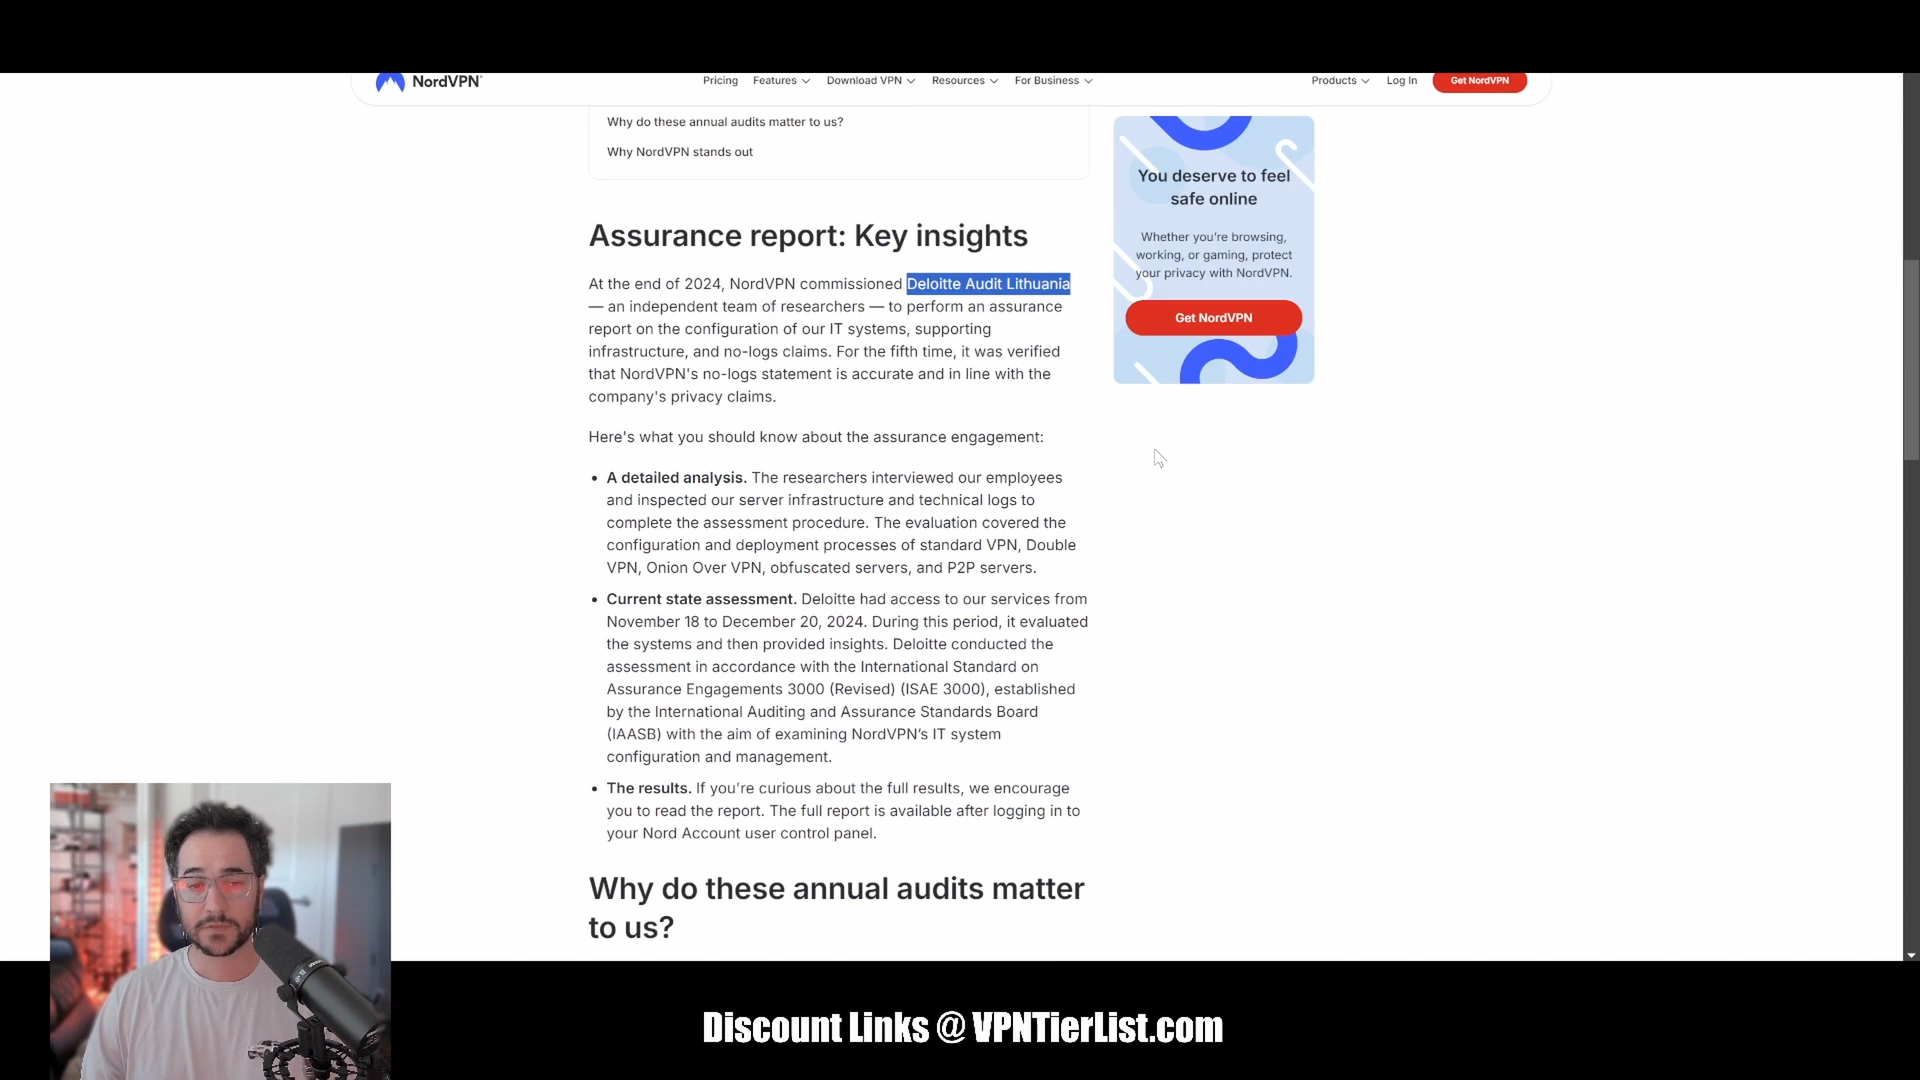 NordVPN
Pricing Features Download VPN Resources For Business Products Log In Get NordVPN
Why do these annual audits matter to us?
Why NordVPN stands out
You deserve to feel
safe online
Whether you're browsing,
working, or gaming, protect
your privacy with NordVPN.
Get NordVPN
Assurance report: Key insights
At the end of 2024, NordVPN commissioned Deloitte Audit Lithuania
— an independent team of researchers — to perform an assurance
report on the configuration of our IT systems, supporting
infrastructure, and no-logs claims. For the fifth time, it was verified
that NordVPN's no-logs statement is accurate and in line with the
company's privacy claims.
Here's what you should know about the assurance engagement:
• A detailed analysis. The researchers interviewed our employees
and inspected our server infrastructure and technical logs to
complete the assessment procedure. The evaluation covered the
configuration and deployment processes of standard VPN, Double
VPN, Onion Over VPN, obfuscated servers, and P2P servers.
• Current state assessment. Deloitte had access to our services from
November 18 to December 20, 2024. During this period, it evaluated
the systems and then provided insights. Deloitte conducted the
assessment in accordance with the International Standard on
Assurance Engagements 3000 (Revised) (ISAE 3000), established
by the International Auditing and Assurance Standards Board
(IAASB) with the aim of examining NordVPN's IT system
configuration and management.
• The results. If you're curious about the full results, we encourage
you to read the report. The full report is available after logging in to
your Nord Account user control panel.
Why do these annual audits matter
to us?
Discount Links @ VPNTierList.com